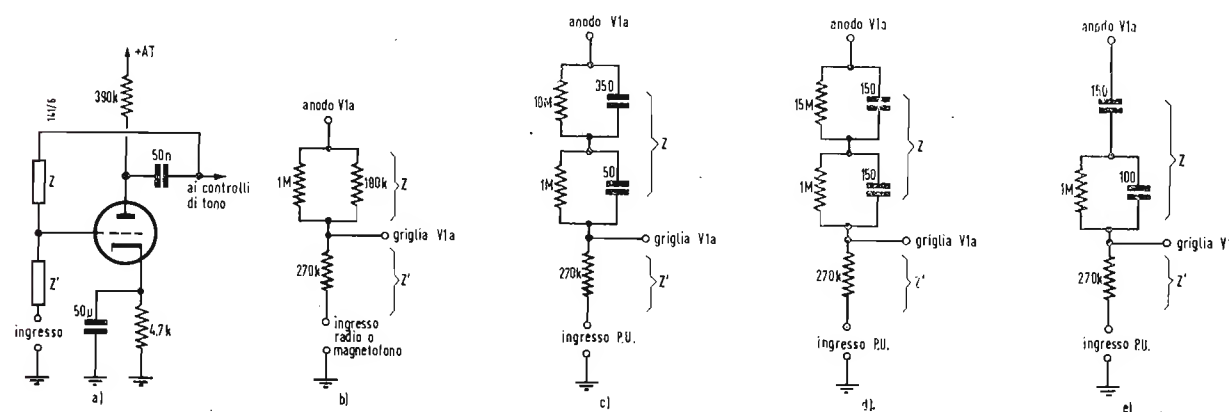 +AT
390k
141/6
50n
Z
ai controlli
di tono
Z'
ingresso
50µ
4,7k
a)
anodo V1a
1M
180k
Z
griglia V1a
270k
Z'
ingresso
radio o
magnetofono
b)
anodo V1a
10M
350
Z
1M
50
griglia V1a
270k
Z'
ingresso P.U.
c)
anodo V1a
15M
150
Z
1M
150
griglia V1a
270k
Z'
ingresso P.U.
d)
anodo V1a
150
Z
1M
100
griglia V1
270k
Z'
ingresso P.U.
e)